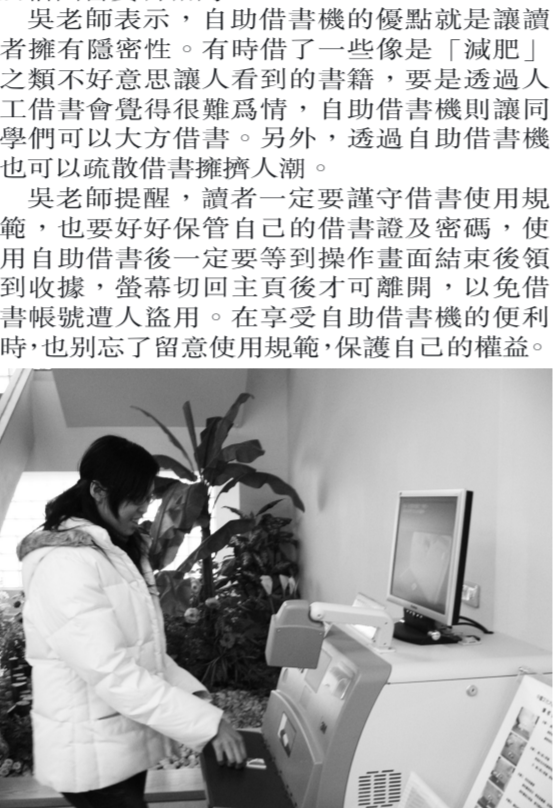 吳老師表示，自助借書機的優點就是讓讀
者擁有隱密性。有時借了一些像是「減肥」
之類不好意思讓人看到的書籍，要是透過人
工借書會覺得很難爲情，自助借書機則讓同
學們可以大方借書。另外，透過自助借書機
也可以疏散借書擁擠人潮。
吳老師提醒，讀者一定要謹守借書使用規
範，也要好好保管自己的借書證及密碼，使
用自助借書後一定要等到操作畫面結束後領
到收據，螢幕切回主頁後才可離開，以免借
書帳號遭人盜用。在享受自助借書機的便利
時，也別忘了留意使用規範，保護自己的權益。